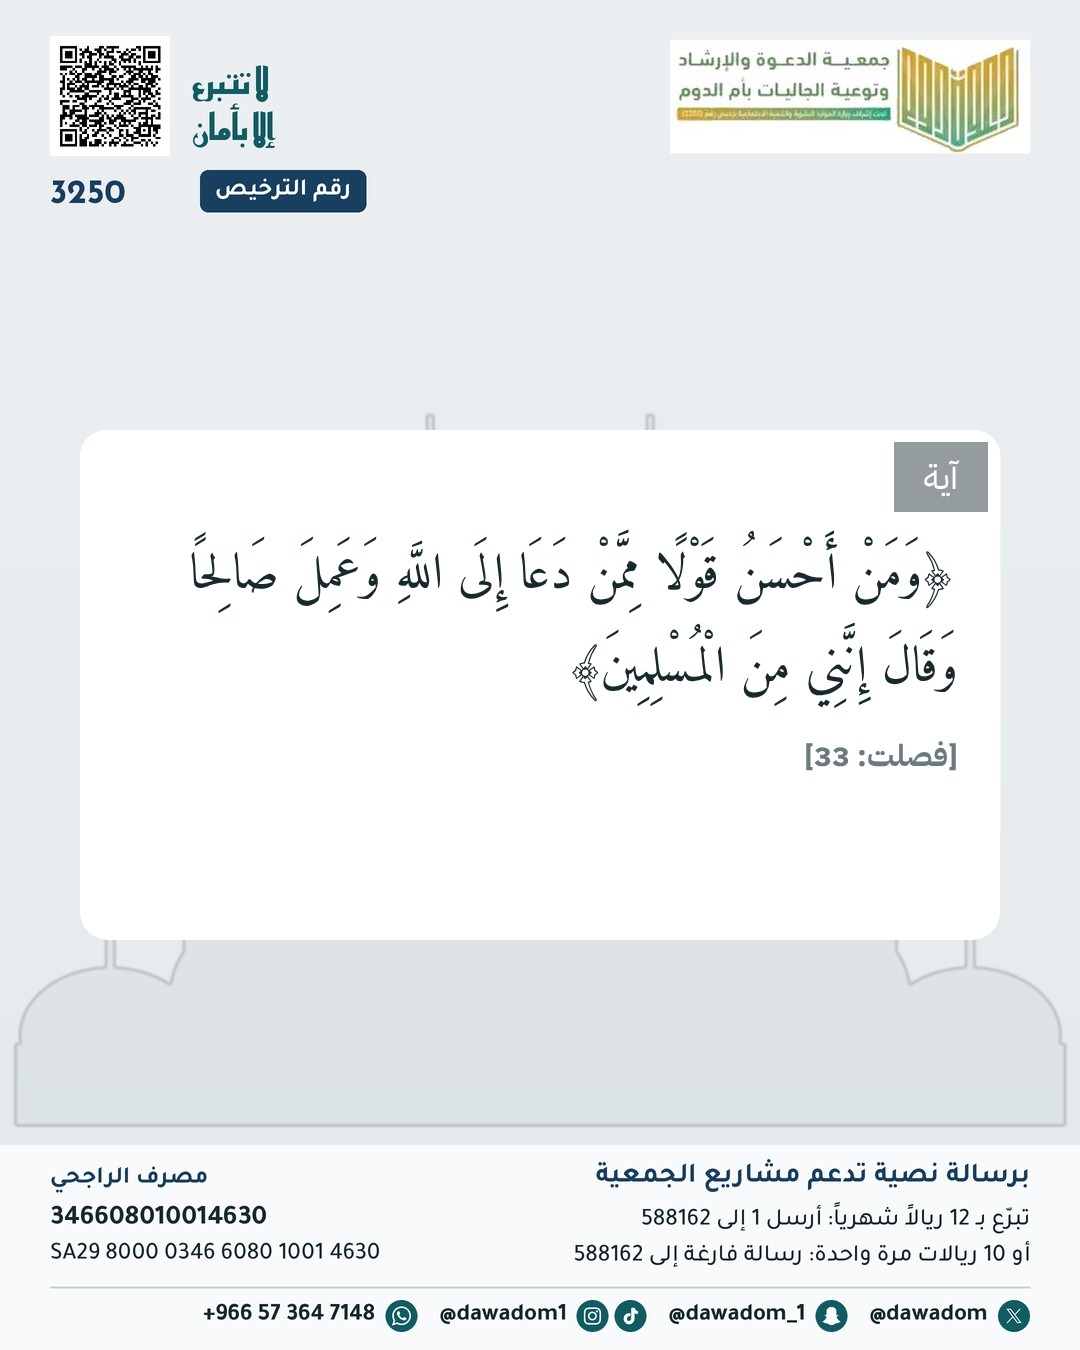 جمعيـة الدعـوة والإرشـاد
وتوعية الجاليات بأم الدوم
لا تتبرع
إلا بأمان
رقم الترخيص
3250
آية
﴿وَمَنْ أَحْسَنُ قَوْلًا مِمَّنْ دَعَا إِلَى اللَّهِ وَعَمِلَ صَالِحًا
وَقَالَ إِنَّنِي مِنَ الْمُسْلِمِينَ﴾
[فصلت: 33]
برسالة نصية تدعم مشاريع الجمعية
تبرّع بـ 12 ريالاً شهرياً: أرسل 1 إلى 588162
أو 10 ريالات مرة واحدة: رسالة فارغة إلى 588162
مصرف الراجحي
346608010014630
SA29 8000 0346 6080 1001 4630
@dawadom
@dawadom_1
@dawadom1
+966 57 364 7148